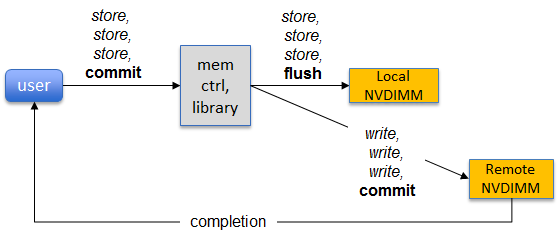 store,
store,
store,
commit
user
mem
ctrl,
library
store,
store,
store,
flush
Local
NVDIMM
write,
write,
write,
commit
Remote
NVDIMM
completion